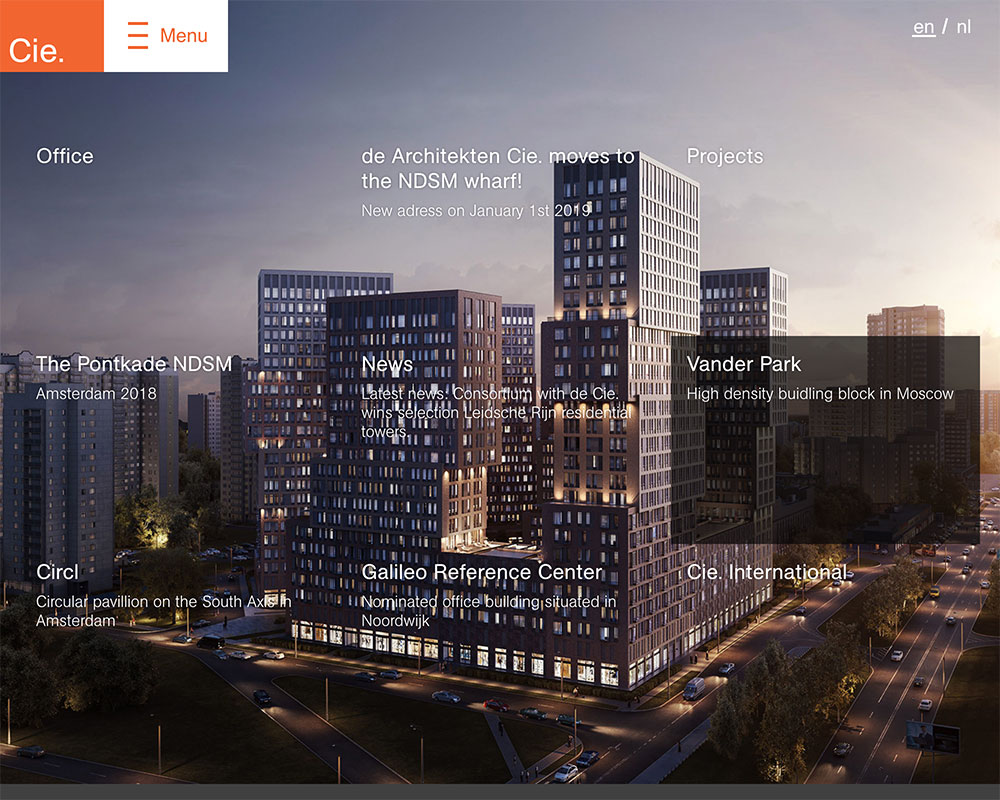 Cie.
Menu
en / nl
Office
de Architekten Cie. moves to
the NDSM wharf!
New adress on January 1st 2019
Projects
The Pontkade NDSM
Amsterdam 2018
News
Latest news: Consortium with de Cie.
wins selection Leidsche Rijn residential
towers.
Vander Park
High density buidling block in Moscow
Circl
Circular pavillion on the South Axis in
Amsterdam
Galileo Reference Center
Nominated office building situated in
Noordwijk
Cie. International